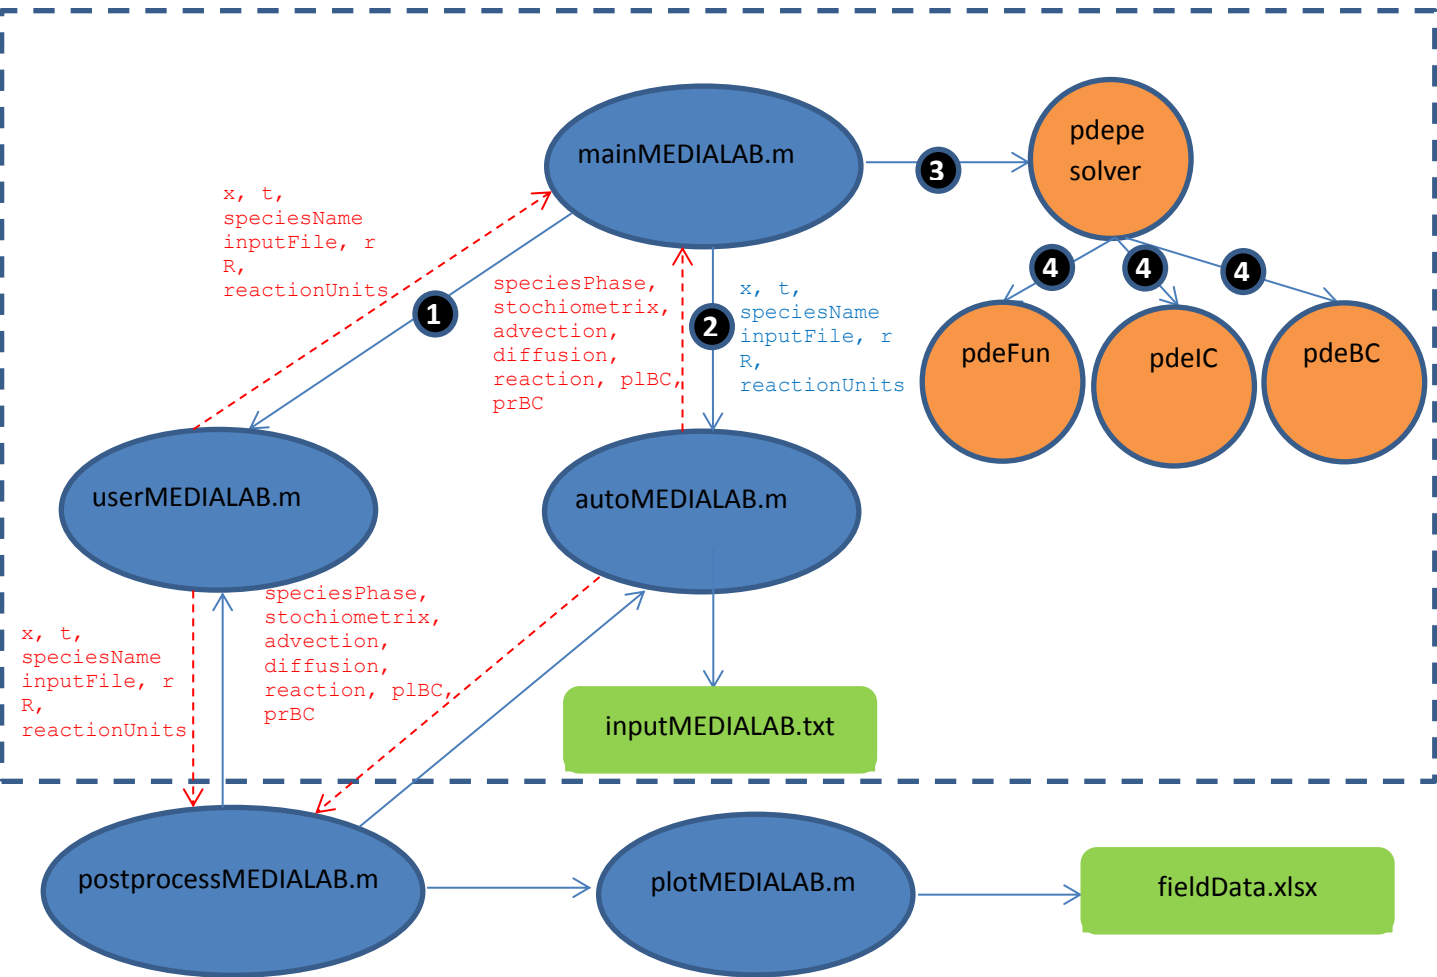 mainMEDIALAB.m
pdepe
solver
3
x, t,
speciesName
inputFile, r
R,
reactionUnits
1
speciesPhase,
stochiometrix,
advection,
diffusion,
reaction, plBC,
prBC
2
x, t,
speciesName
inputFile, r
R,
reactionUnits
4
4
4
pdeFun
pdeIC
pdeBC
userMEDIALAB.m
autoMEDIALAB.m
x, t,
speciesName
inputFile, r
R,
reactionUnits
speciesPhase,
stochiometrix,
advection,
diffusion,
reaction, plBC,
prBC
inputMEDIALAB.txt
postprocessMEDIALAB.m
plotMEDIALAB.m
fieldData.xlsx